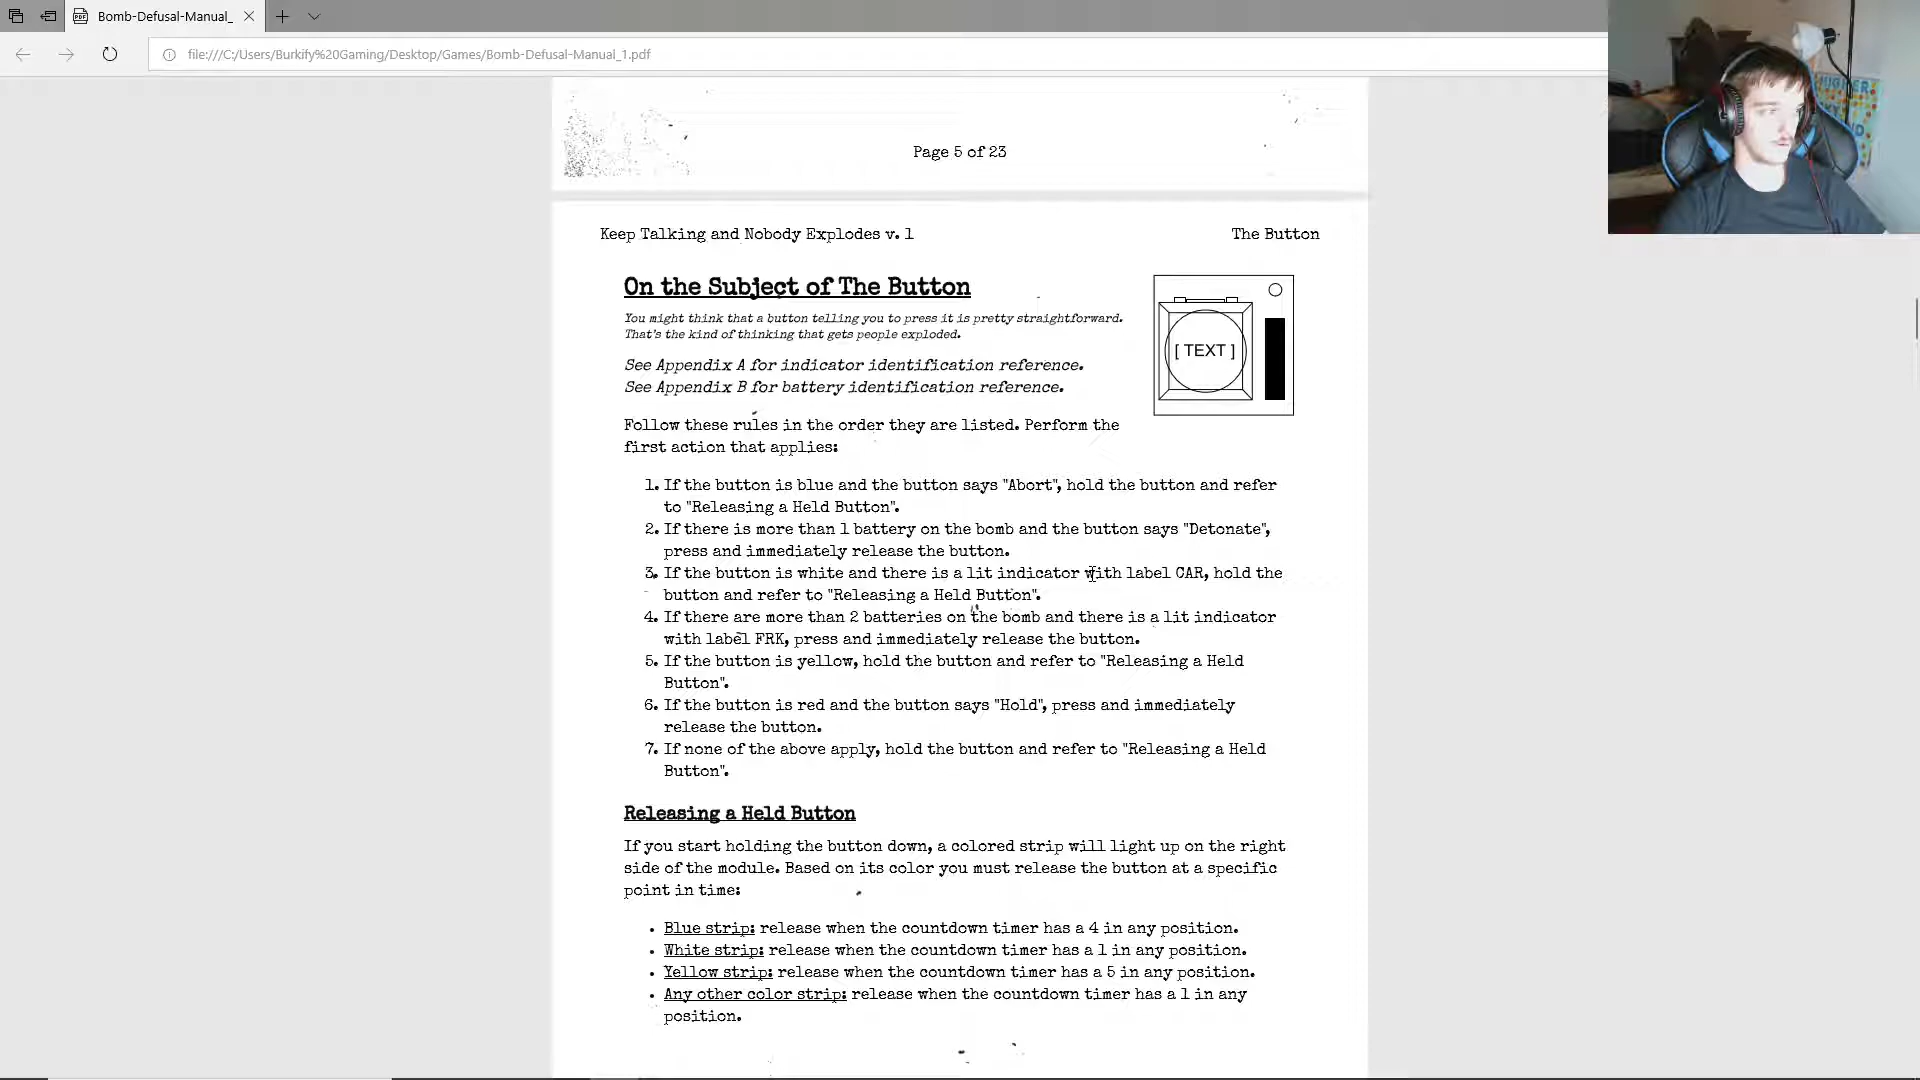 Bomb-Defusal-Manual_
file:///C:/Users/Burkify%20Gaming/Desktop/Games/Bomb-Defusal-Manual_1.pdf
Page 5 of 23
Keep Talking and Nobody Explodes v. 1
The Button
On the Subject of The Button
You might think that a button telling you to press it is pretty straightforward.
That's the kind of thinking that gets people exploded.
See Appendix A for indicator identification reference.
See Appendix B for battery identification reference.
[ TEXT ]
Follow these rules in the order they are listed. Perform the
first action that applies:
1. If the button is blue and the button says "Abort", hold the button and refer
to "Releasing a Held Button".
2. If there is more than 1 battery on the bomb and the button says "Detonate",
press and immediately release the button.
3. If the button is white and there is a lit indicator with label CAR, hold the
button and refer to "Releasing a Held Button".
4. If there are more than 2 batteries on the bomb and there is a lit indicator
with label FRK, press and immediately release the button.
5. If the button is yellow, hold the button and refer to "Releasing a Held
Button".
6. If the button is red and the button says "Hold", press and immediately
release the button.
7. If none of the above apply, hold the button and refer to "Releasing a Held
Button".
Releasing a Held Button
If you start holding the button down, a colored strip will light up on the right
side of the module. Based on its color you must release the button at a specific
point in time:
• Blue strip: release when the countdown timer has a 4 in any position.
• White strip: release when the countdown timer has a 1 in any position.
• Yellow strip: release when the countdown timer has a 5 in any position.
• Any other color strip: release when the countdown timer has a 1 in any
position.